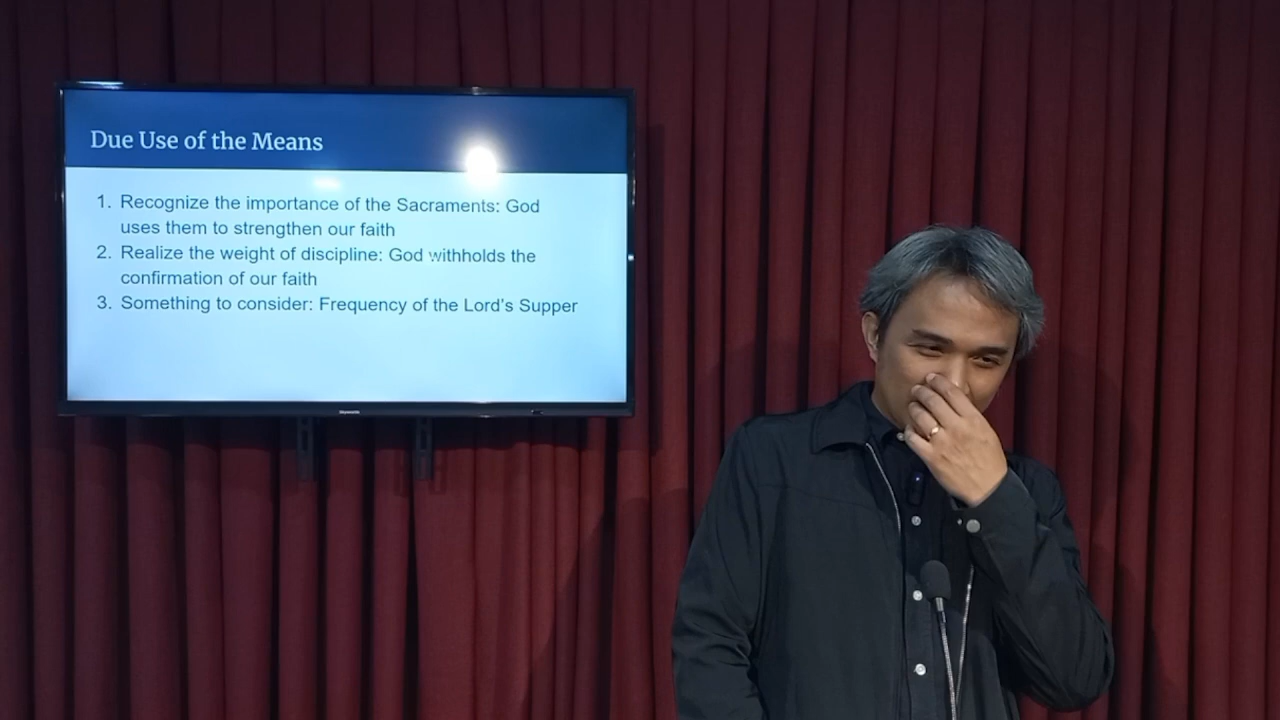 Due Use of the Means
1. Recognize the importance of the Sacraments: God
uses them to strengthen our faith
2. Realize the weight of discipline: God withholds the
confirmation of our faith
3. Something to consider: Frequency of the Lord's Supper